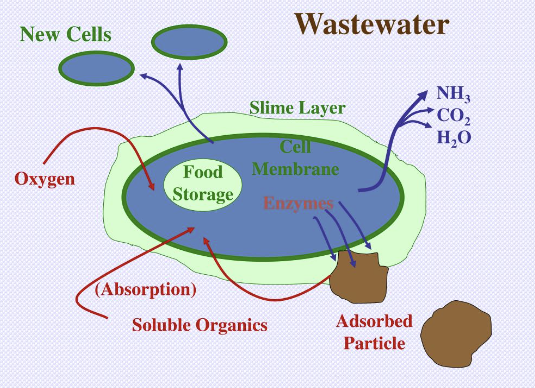 Wastewater
New Cells
Slime Layer
NH3
CO2
H2O
Cell
Membrane
Food
Storage
Oxygen
Enzymes
(Absorption)
Soluble Organics
Adsorbed
Particle